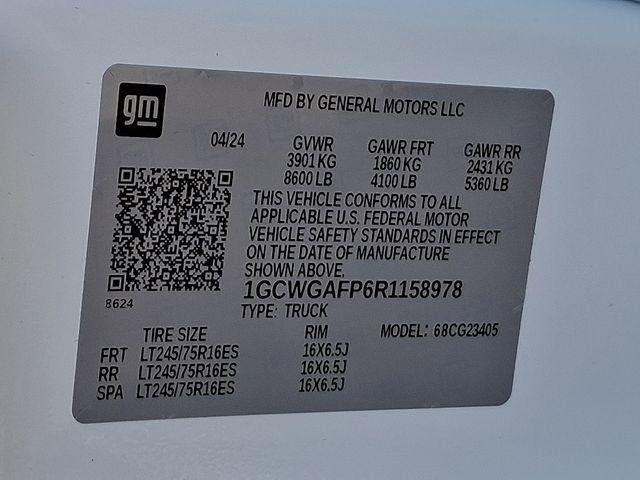 gm
MFD BY GENERAL MOTORS LLC
04/24 GVWR GAWR FRT GAWR RR
3901 KG 1860 KG 2431 KG
8600 LB 4100 LB 5360 LB
THIS VEHICLE CONFORMS TO ALL
APPLICABLE U.S. FEDERAL MOTOR
VEHICLE SAFETY STANDARDS IN EFFECT
ON THE DATE OF MANUFACTURE
SHOWN ABOVE.
1GCWGAFP6R1158978
8624
TYPE: TRUCK
TIRE SIZE RIM MODEL: 68CG23405
FRT LT245/75R16ES 16X6.5J
RR LT245/75R16ES 16X6.5J
SPA LT245/75R16ES 16X6.5J